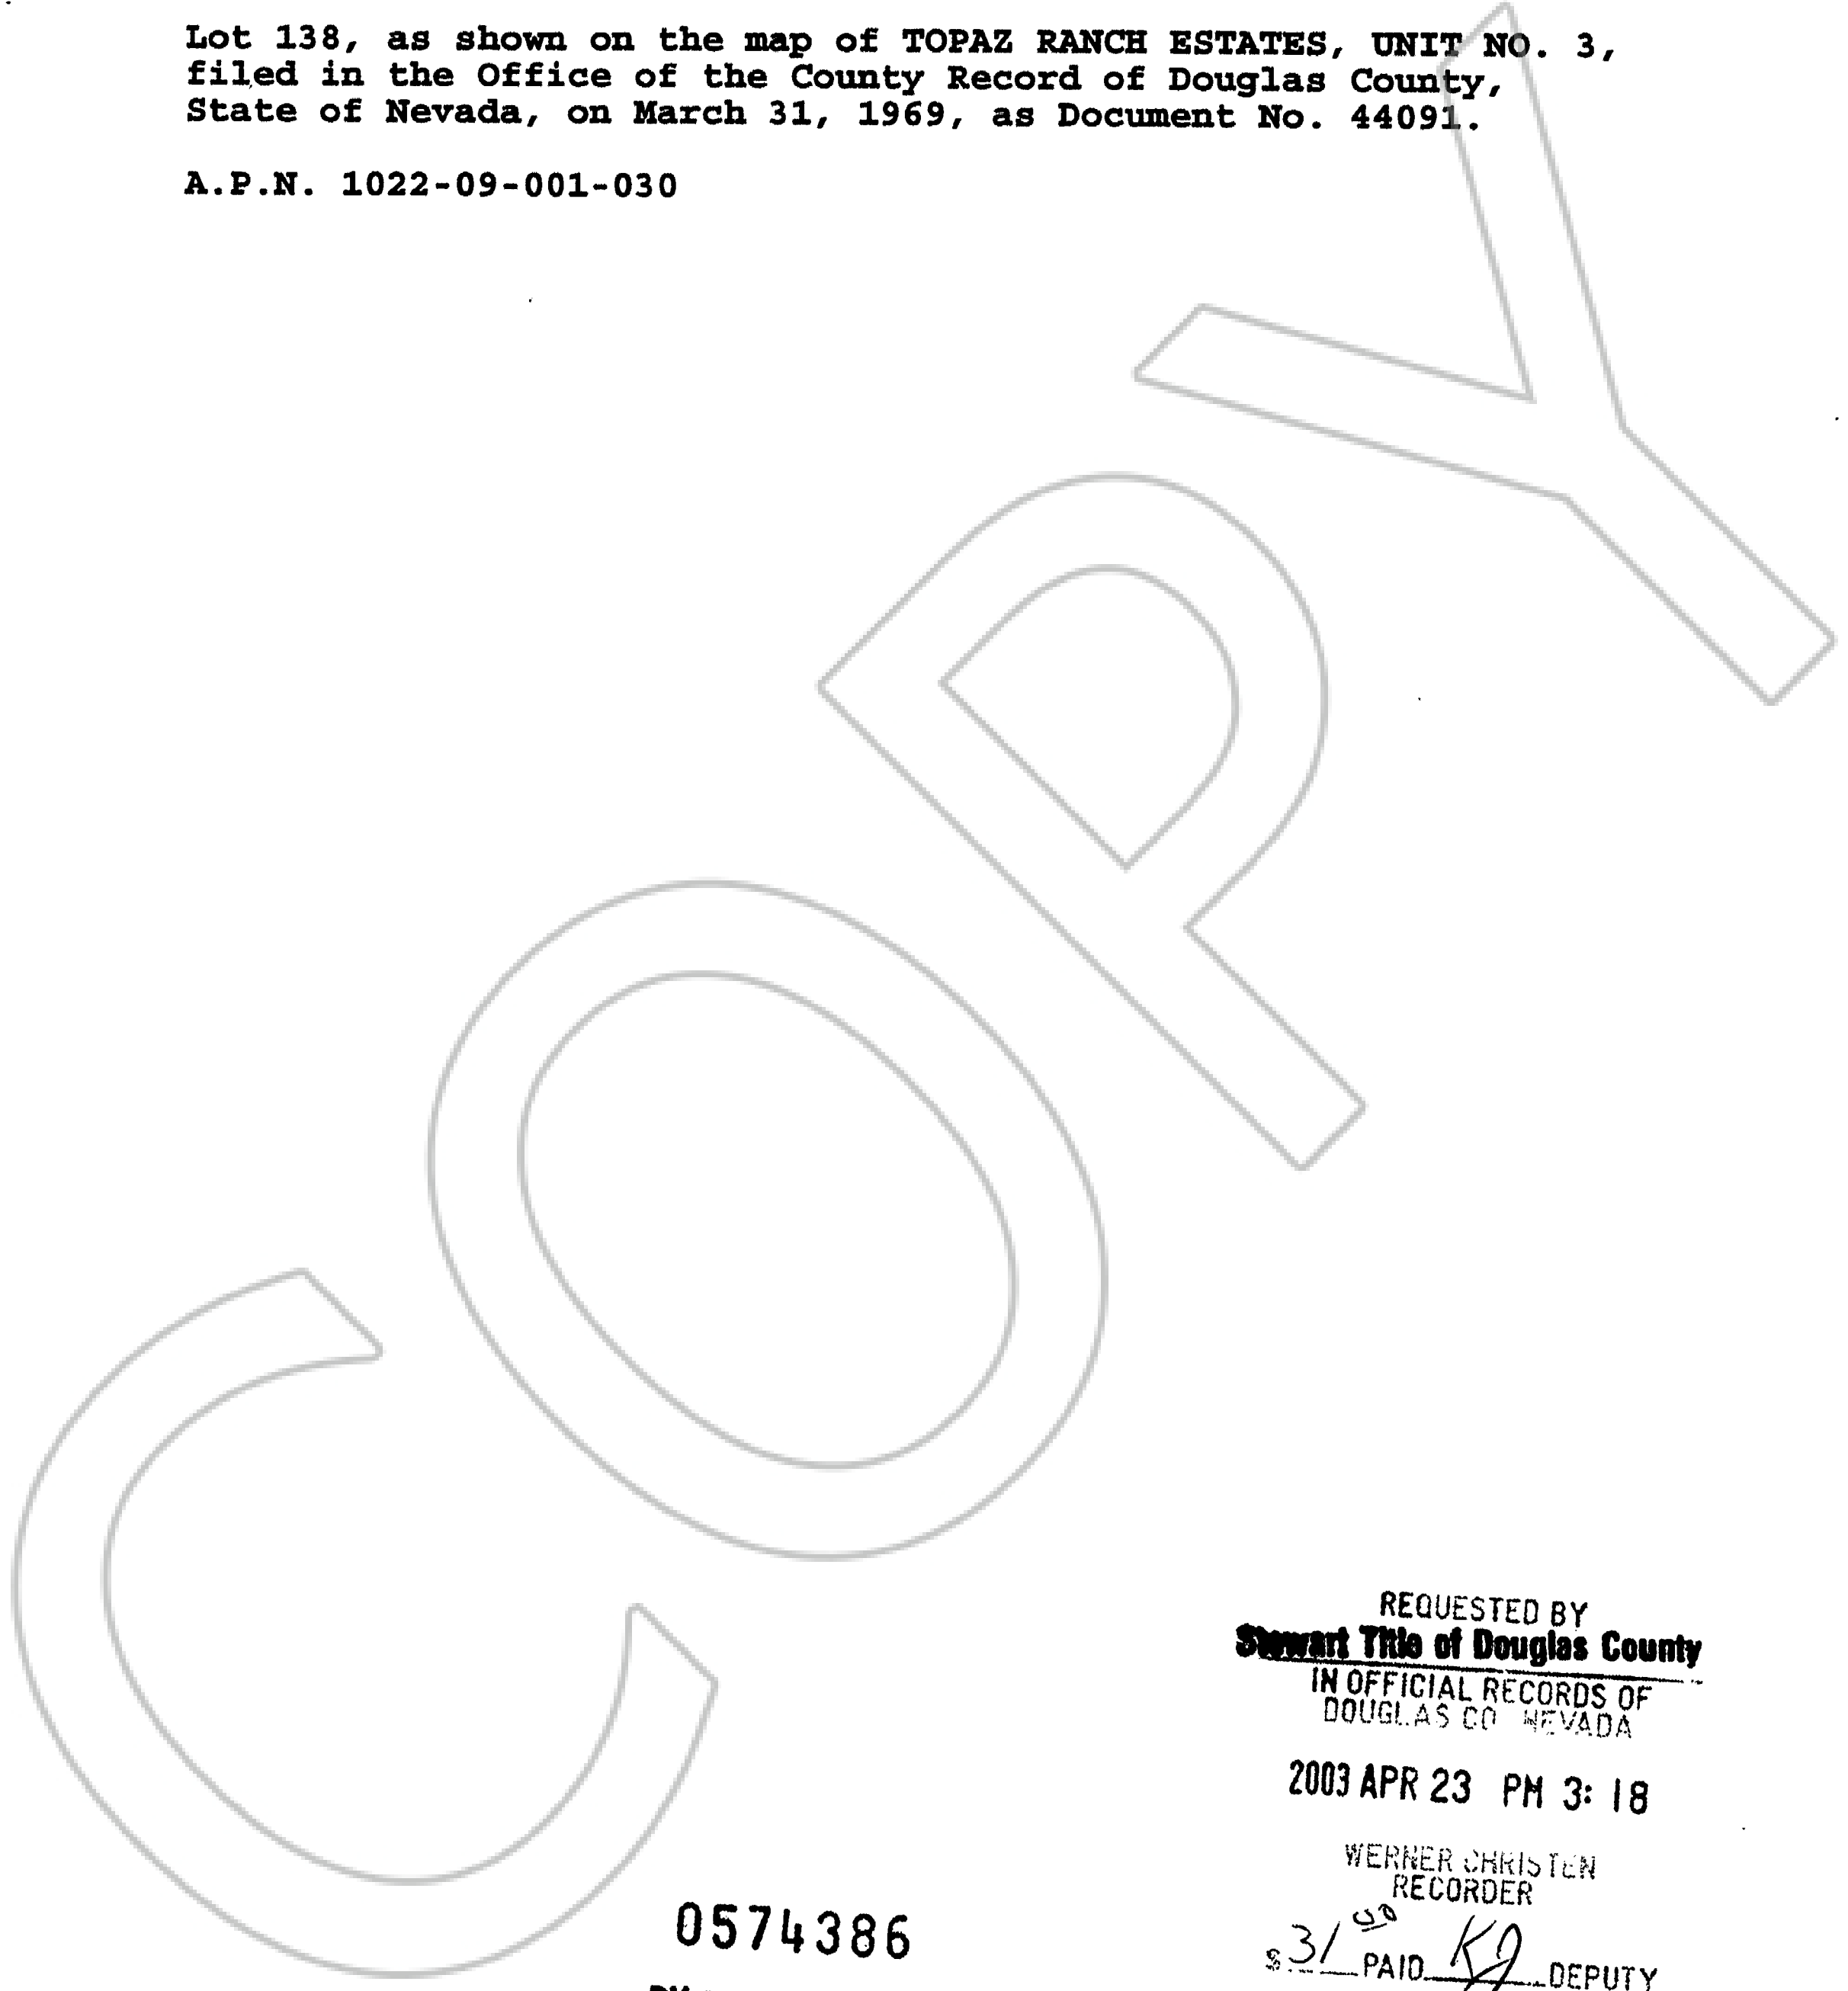 Lot 138, as shown on the map of TOPAZ RANCH ESTATES, UNIT NO. 3,
filed in the Office of the County Record of Douglas County,
State of Nevada, on March 31, 1969, as Document No. 44091.
A.P.N. 1022-09-001-030
COPY
REQUESTED BY
Stewart Title of Douglas County
IN OFFICIAL RECORDS OF
DOUGLAS CO NEVADA
2003 APR 23 PM 3:18
WERNER CHRISTEN
RECORDER
0574386
$31 00 PAID KJ DEPUTY